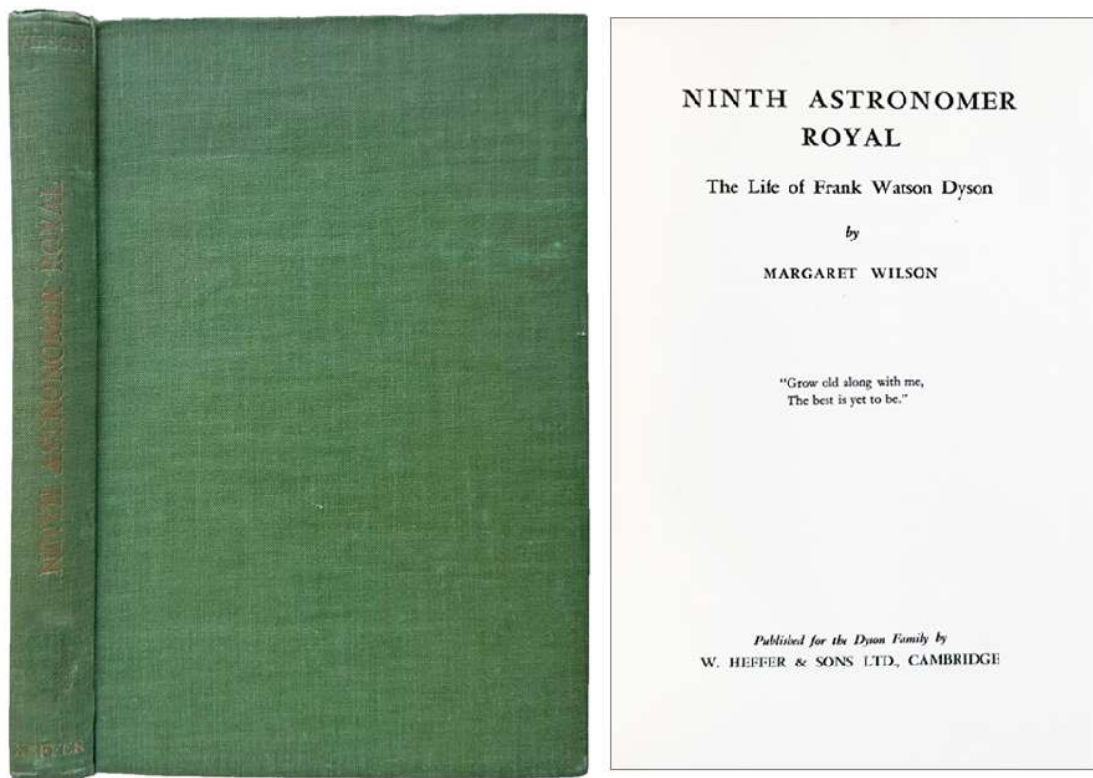 WILSON
NINTH ASTRONOMER ROYAL
HEFFER
NINTH ASTRONOMER
ROYAL
The Life of Frank Watson Dyson
by
MARGARET WILSON
"Grow old along with me,
The best is yet to be."
Published for the Dyson Family by
W. HEFFER & SONS LTD., CAMBRIDGE